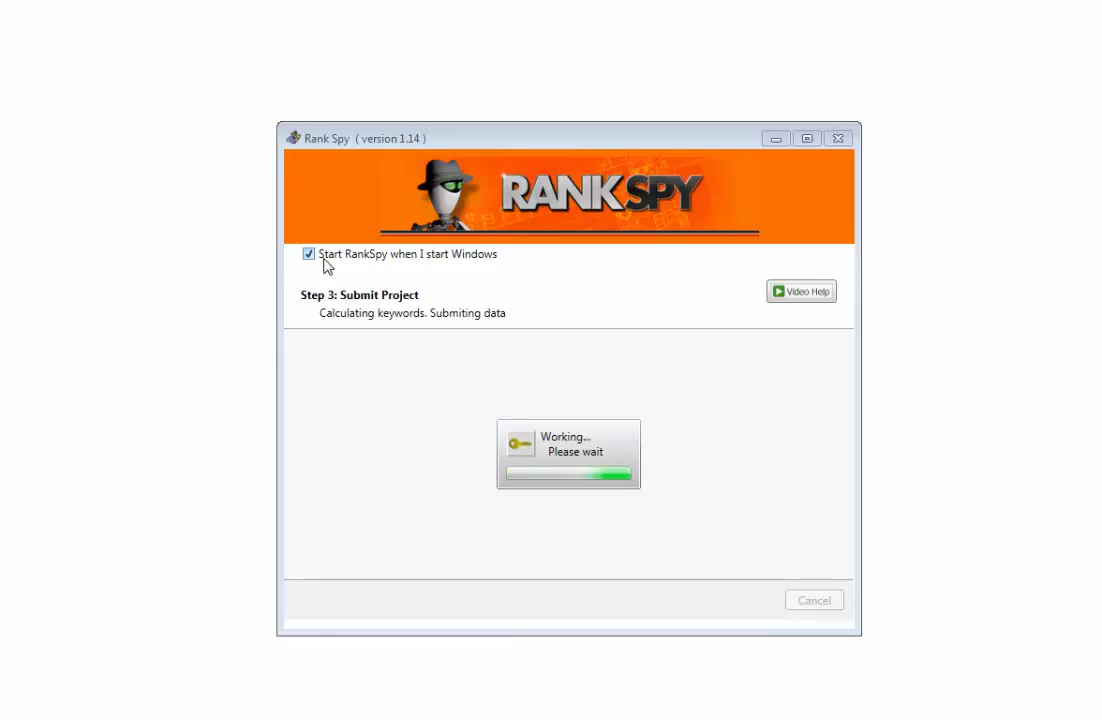 Rank Spy ( version 1.14 )
RANKSPY
Start RankSpy when I start Windows
Step 3: Submit Project
Video Help
Calculating keywords. Submiting data
Working...
Please wait
Cancel